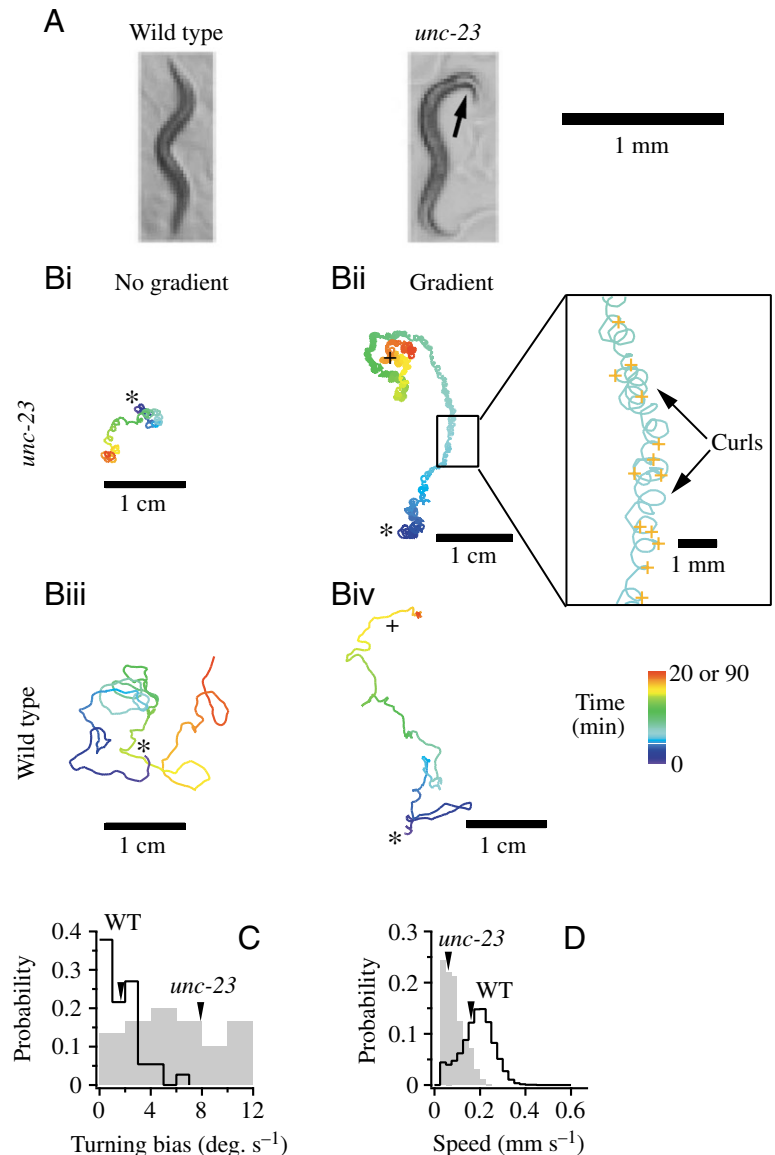 A
Wild type
unc-23
1 mm
Bi
No gradient
Bii
Gradient
unc-23
*
1 cm
+
*
1 cm
Curls
1 mm
Biii
Biv
Wild type
*
1 cm
+
*
1 cm
Time
(min)
20 or 90
0
C
WT
unc-23
Probability
0.4
0.3
0.2
0.1
0
0
4
8
12
Turning bias (deg. s⁻¹)
D
unc-23
WT
Probability
0.3
0.2
0.1
0
0
0.2
0.4
0.6
Speed (mm s⁻¹)